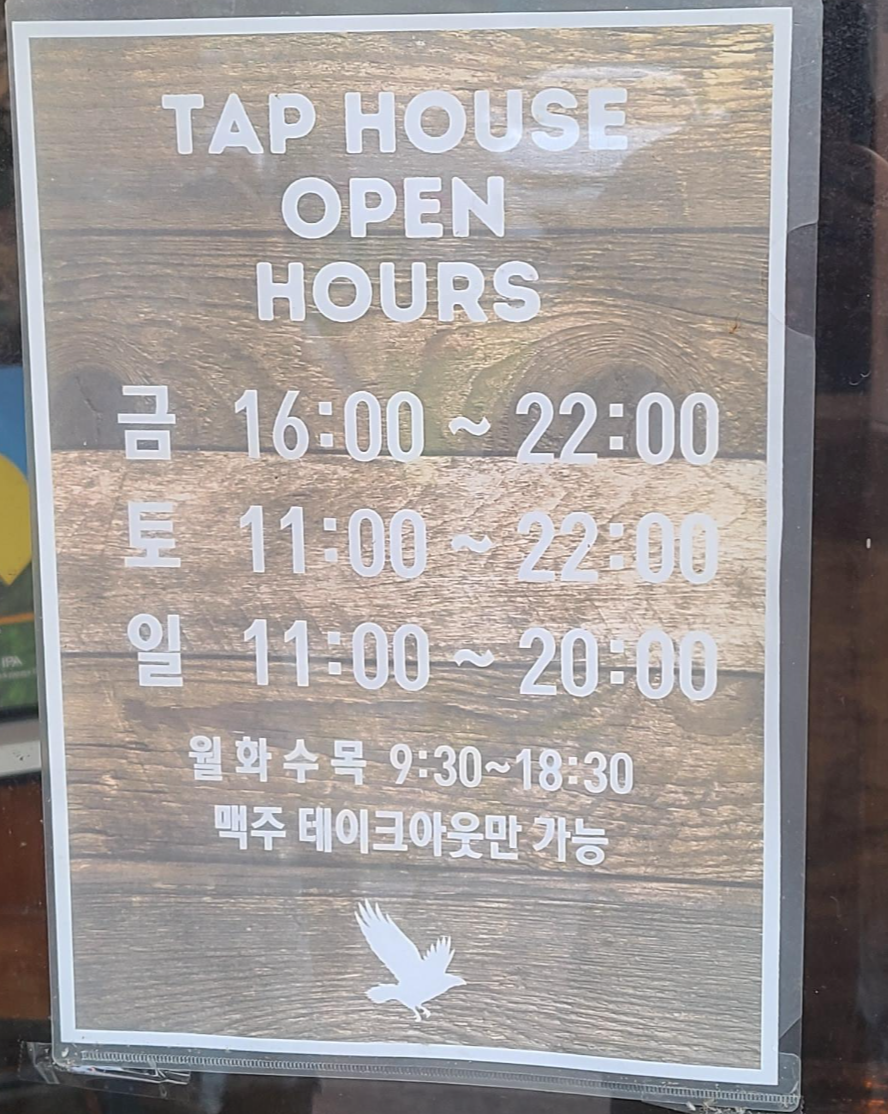 TAP HOUSE
OPEN
HOURS
금 16:00 ~ 22:00
토 11:00 ~ 22:00
일 11:00 ~ 20:00
월 화 수 목 9:30~18:30
맥주 테이크아웃만 가능
IPA